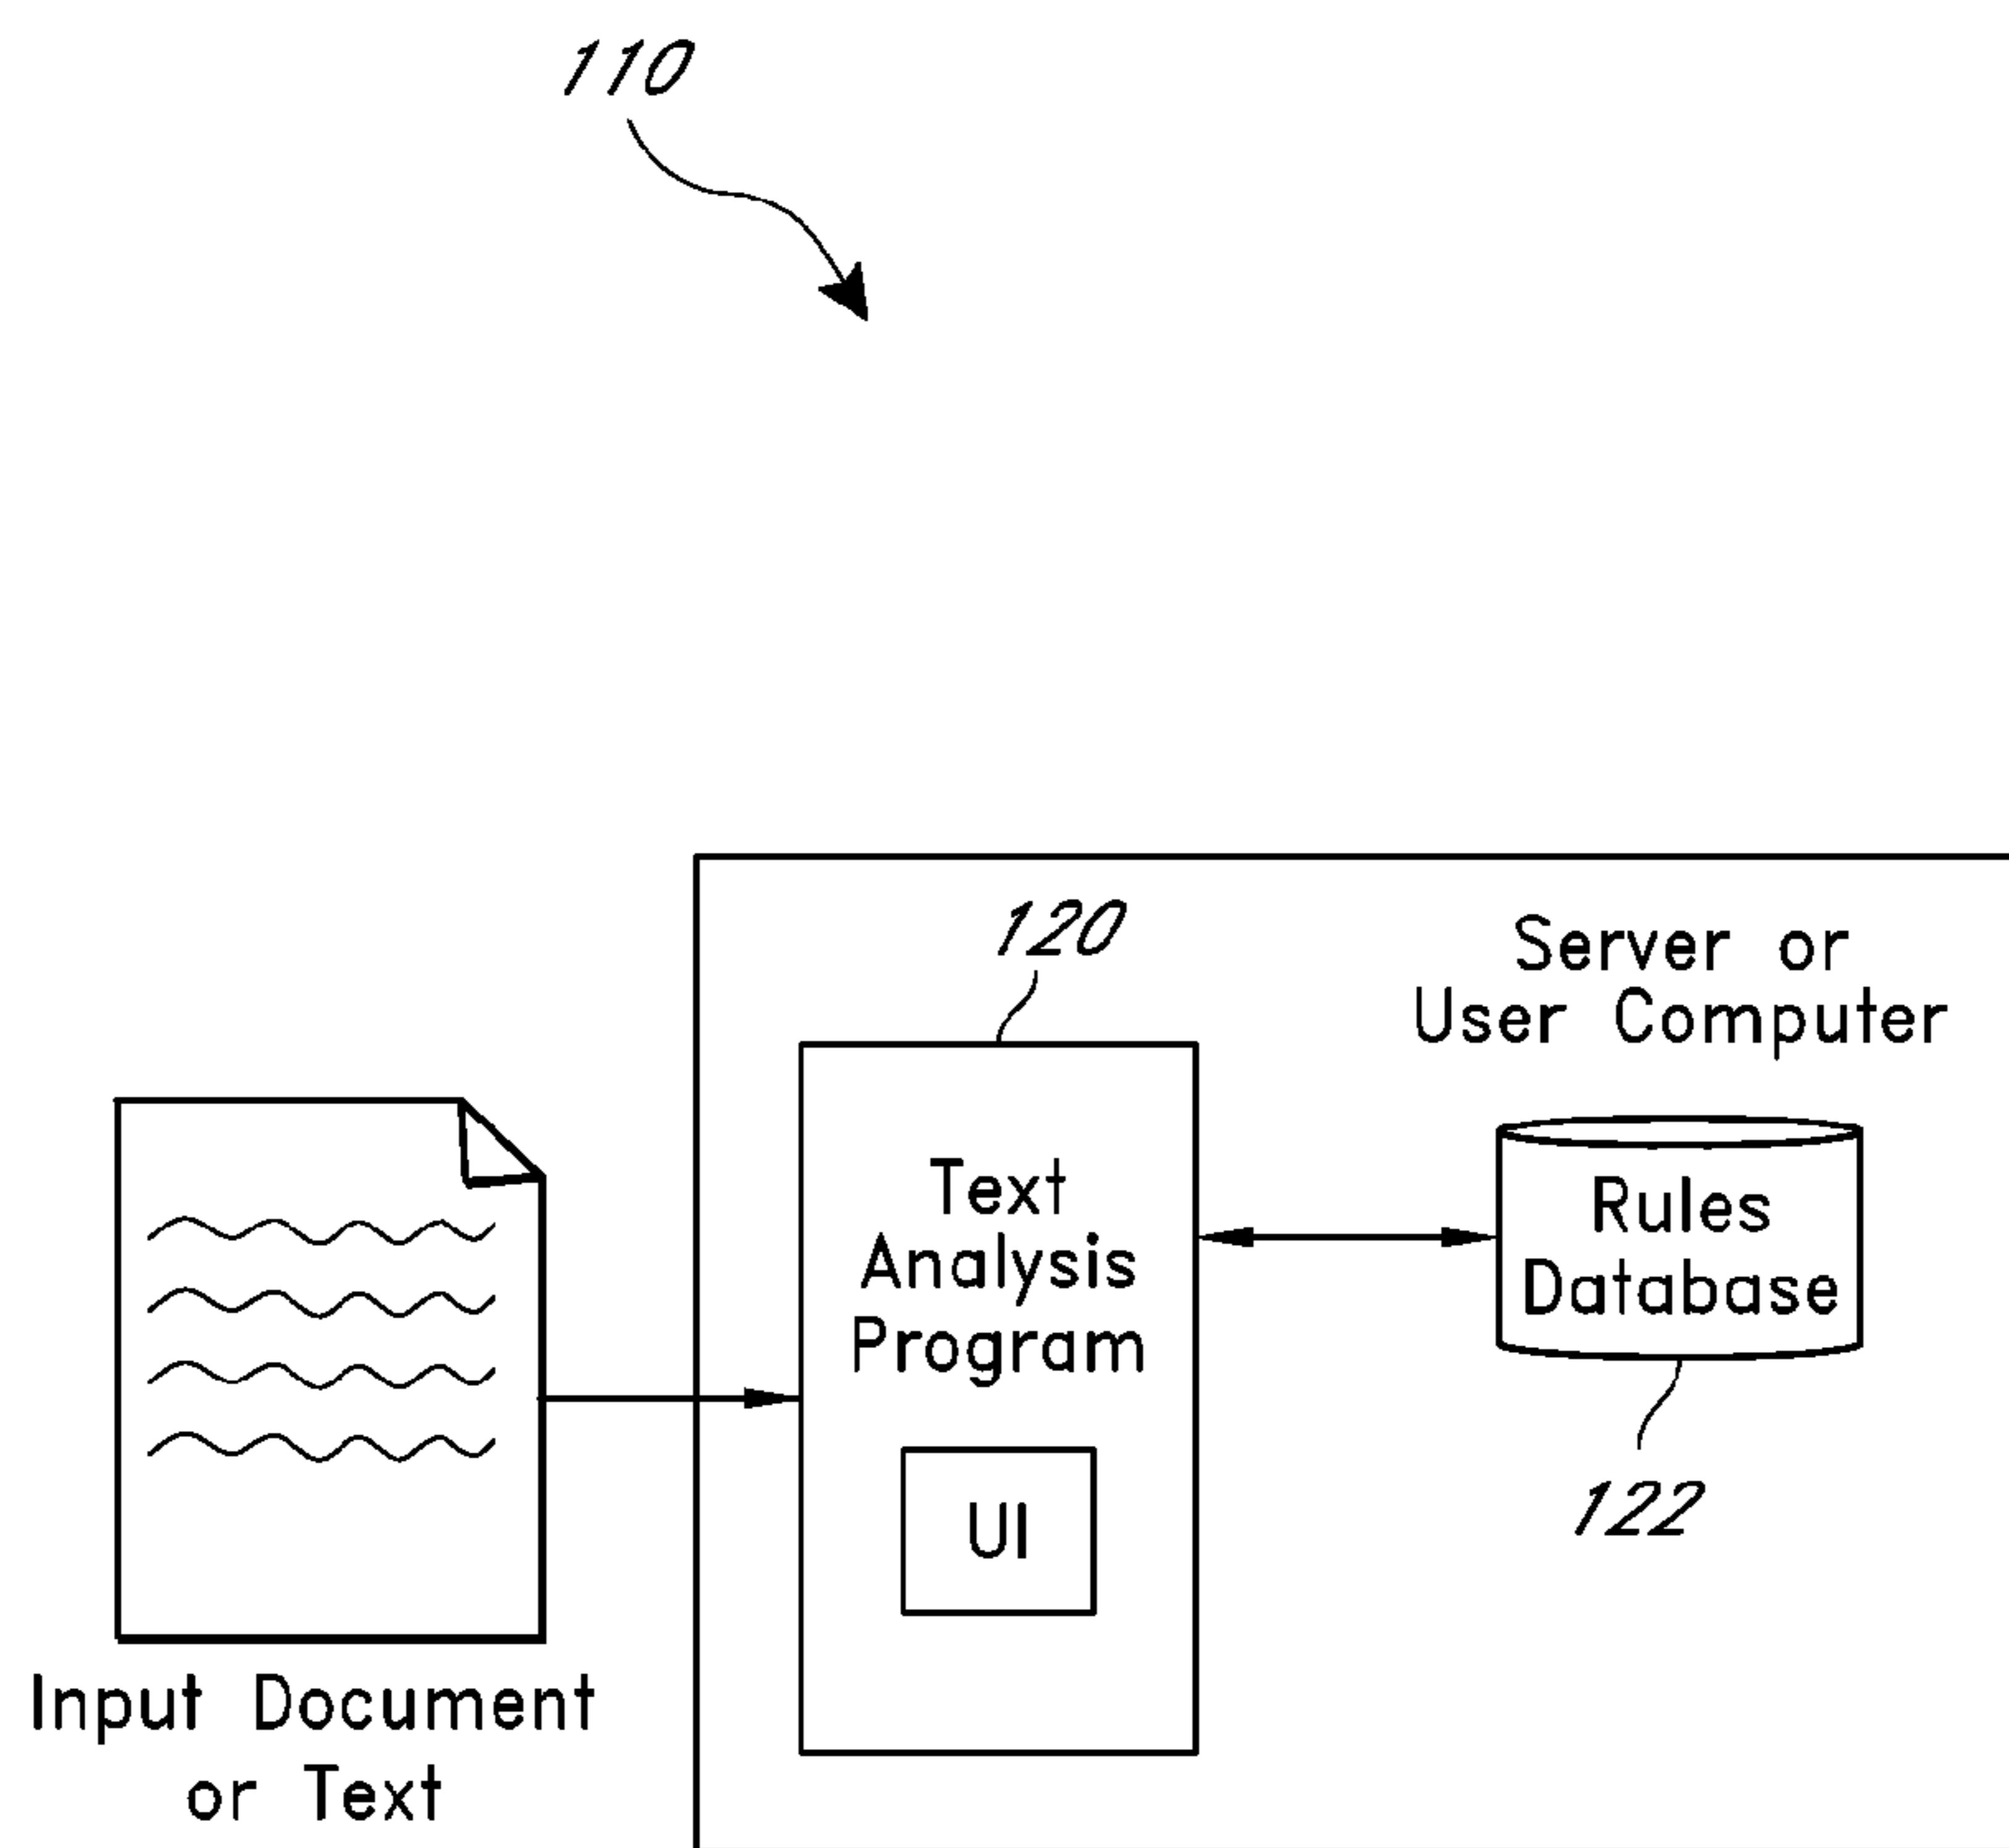 110
120
Server or
User Computer
Text
Analysis
Program
UI
Rules
Database
122
Input Document
or Text